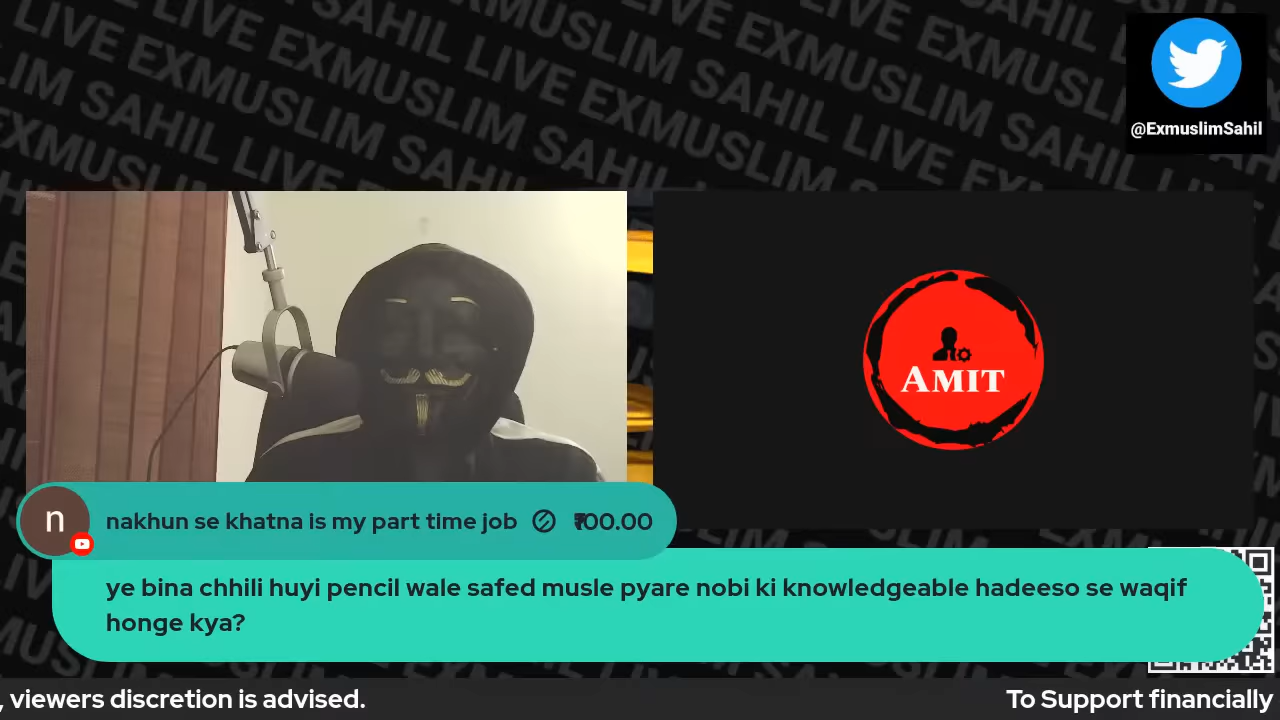 LIVE EXMUSLIM SAHIL LIVE EXMUSLIM SAHIL LIVE EXMUSLIM SAHIL
@ExmuslimSahil
AMIT
n
nakhun se khatna is my part time job
00.00
ye bina chhili huyi pencil wale safed musle pyare nobi ki knowledgeable hadeeso se waqif
honge kya?
, viewers discretion is advised.
To Support financially